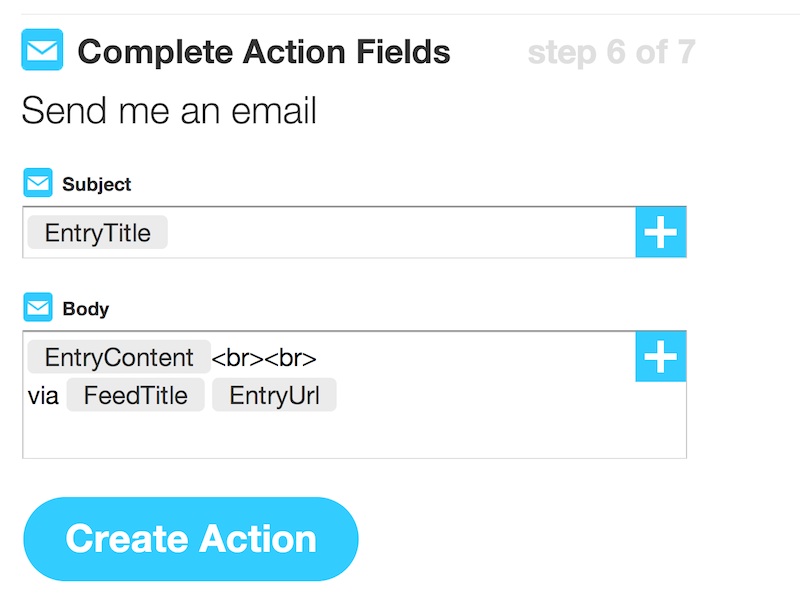 Complete Action Fields step 6 of 7
Send me an email
Subject
EntryTitle
Body
EntryContent <br><br>
via FeedTitle EntryUrl
Create Action